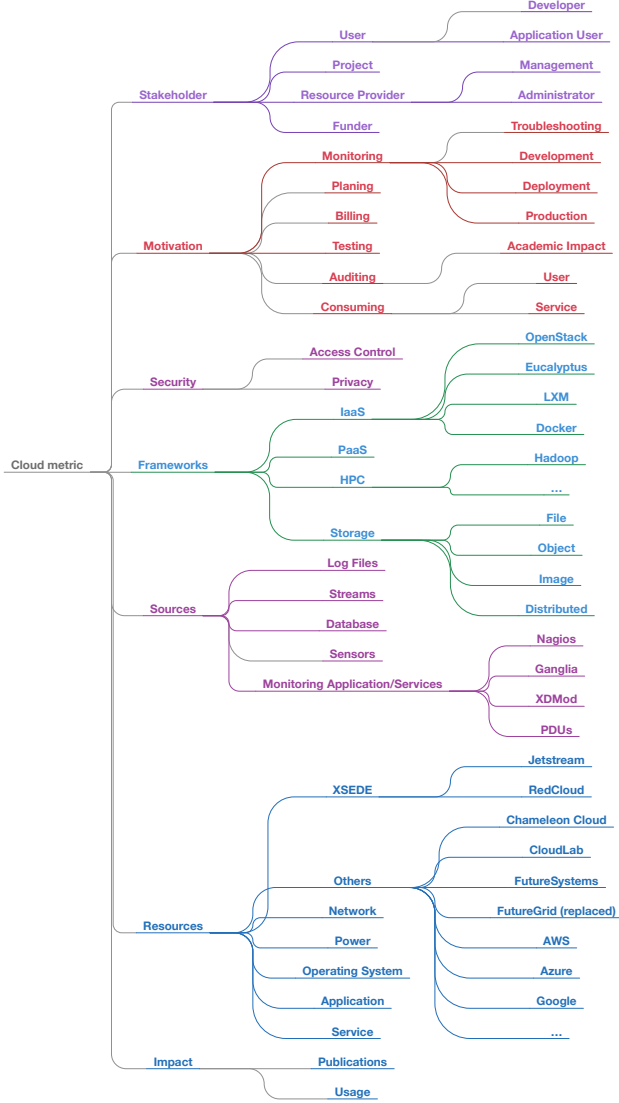 Cloud metric
Stakeholder
User
Developer
Application User
Project
Resource Provider
Management
Administrator
Funder
Motivation
Monitoring
Troubleshooting
Development
Deployment
Production
Planing
Billing
Testing
Auditing
Academic Impact
Consuming
User
Service
Security
Access Control
Privacy
Frameworks
IaaS
OpenStack
Eucalyptus
LXM
Docker
PaaS
HPC
Hadoop
...
Storage
File
Object
Image
Distributed
Sources
Log Files
Streams
Database
Sensors
Monitoring Application/Services
Nagios
Ganglia
XDMod
PDUs
Resources
XSEDE
Jetstream
RedCloud
Others
Chameleon Cloud
CloudLab
FutureSystems
FutureGrid (replaced)
AWS
Azure
Google
...
Network
Power
Operating System
Application
Service
Impact
Publications
Usage